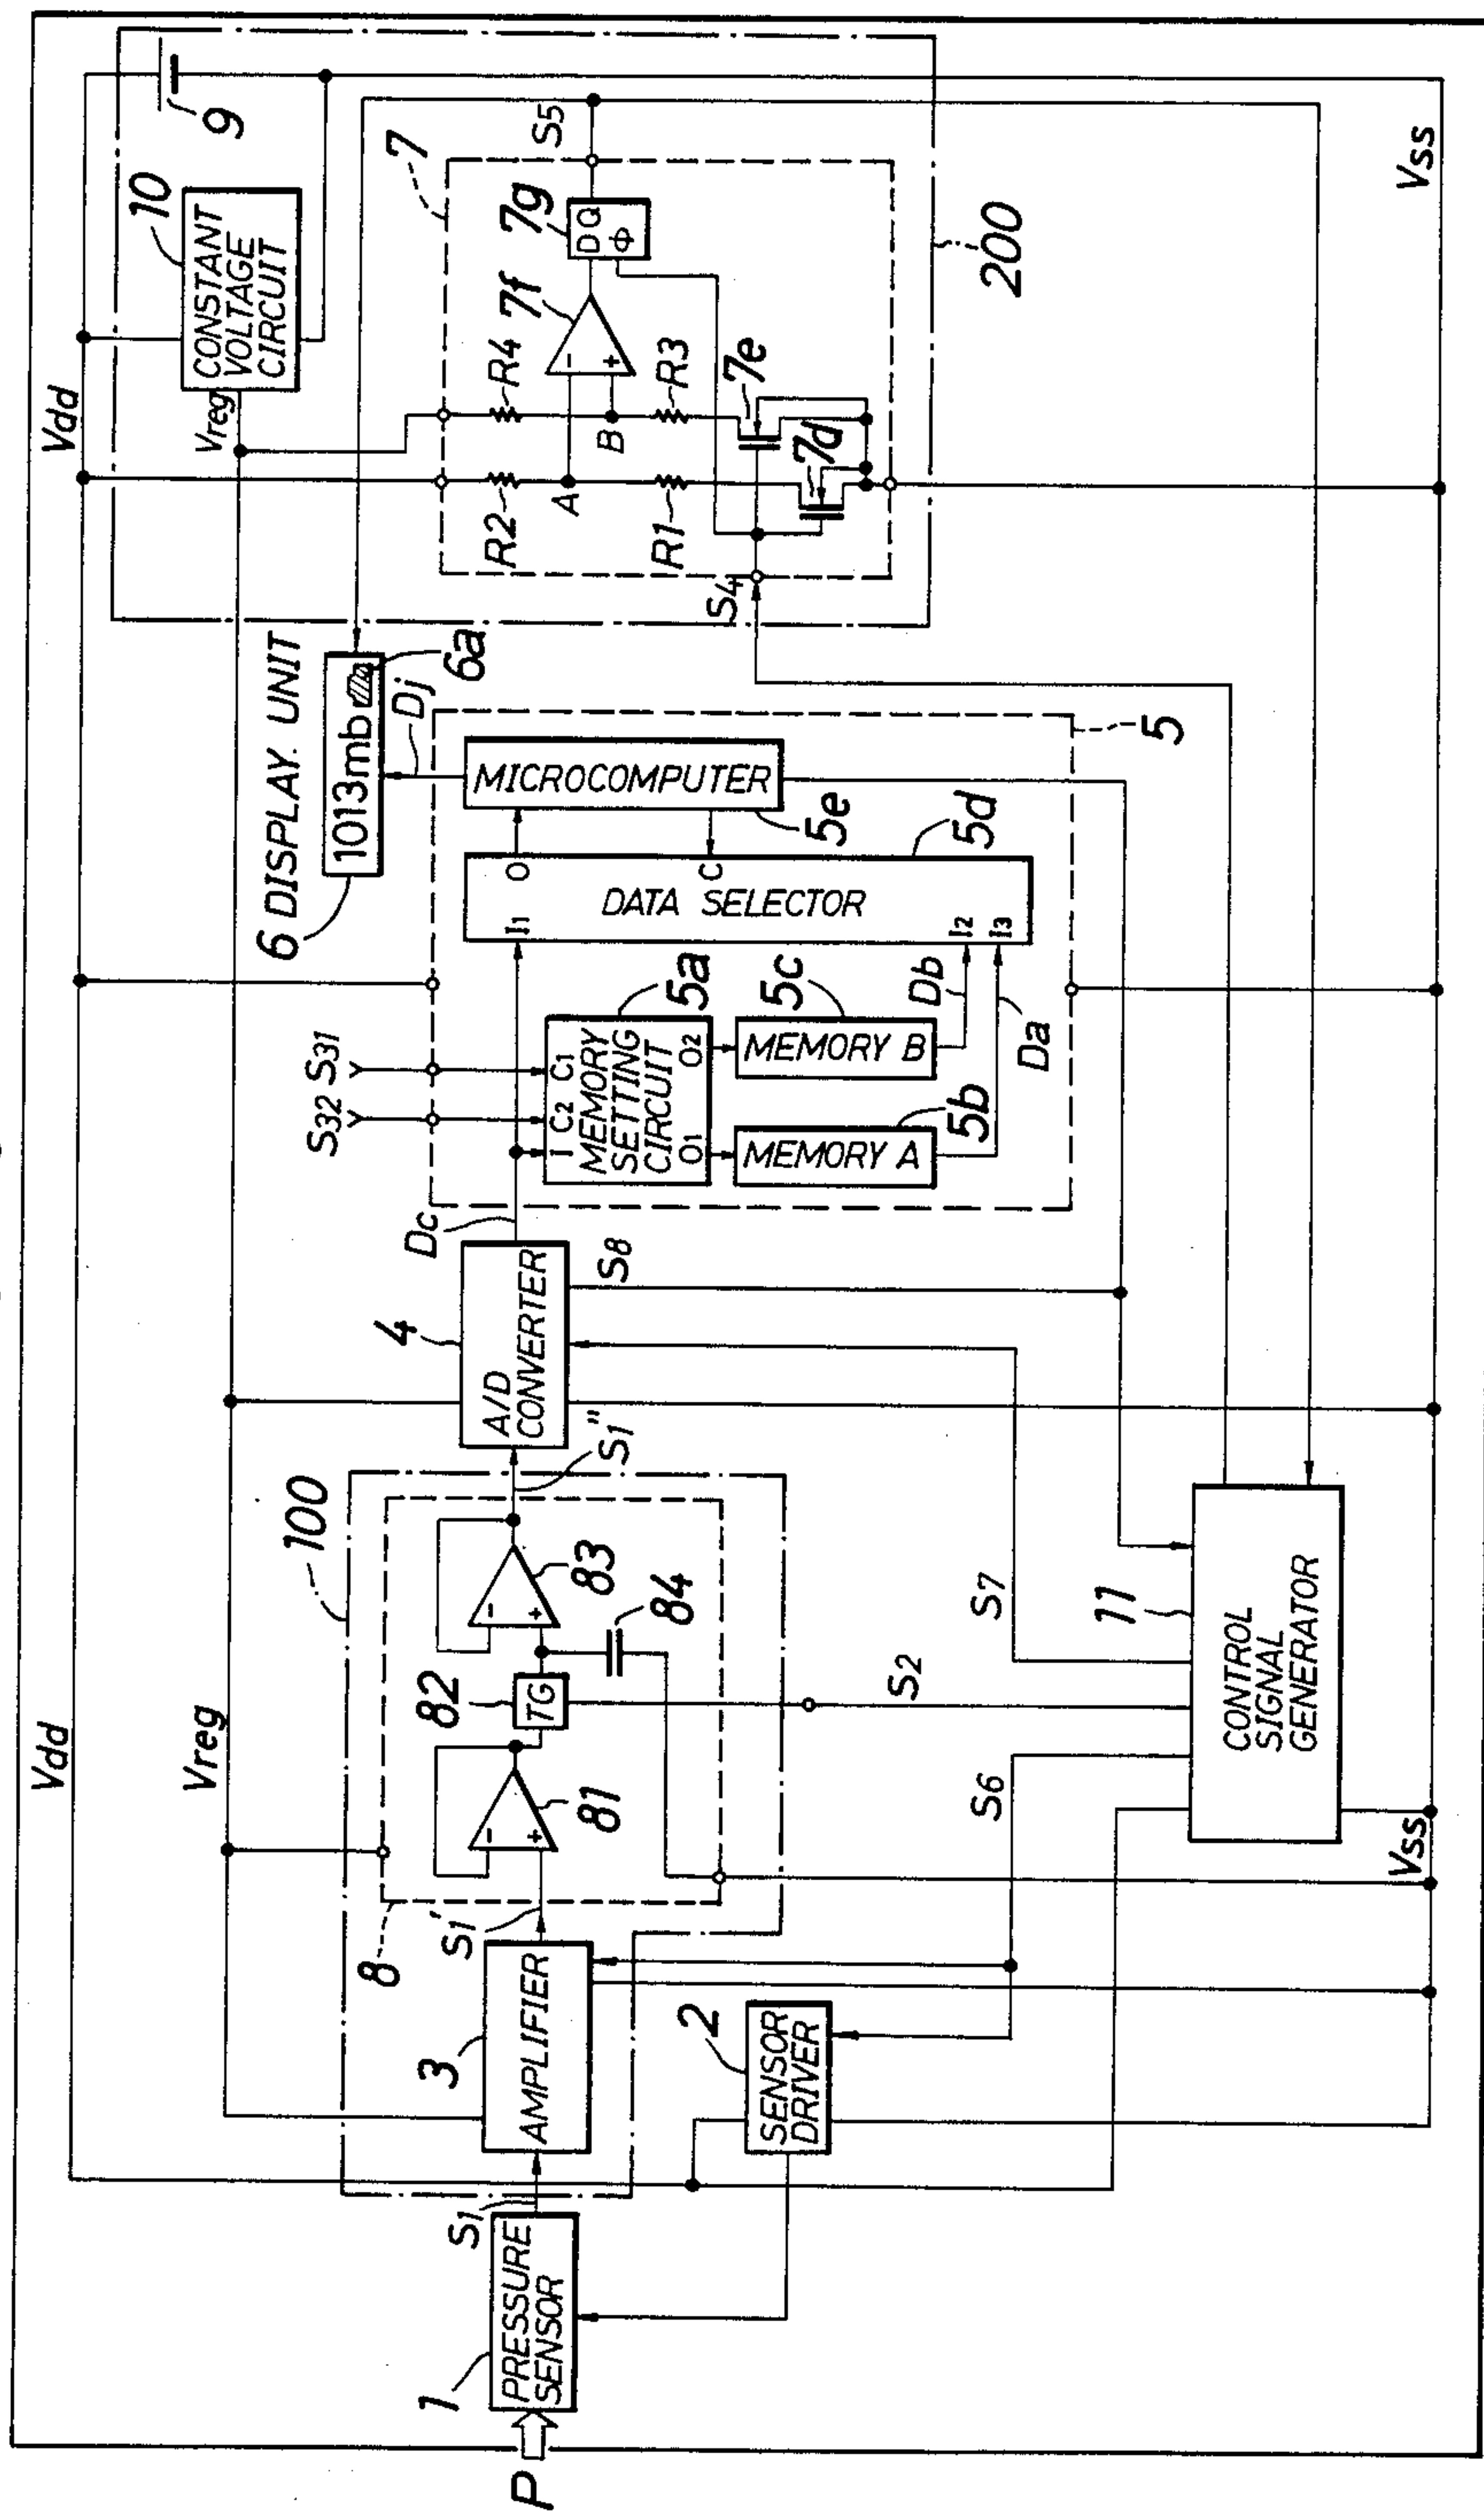 Vdd
Vdd
Vreg
Vreg
10
CONSTANT
VOLTAGE
CIRCUIT
9
S32
S31
6 DISPLAY. UNIT
1013mb
6a
Dj
7
S5
100
8
4
Dc
R2
R4
7f
7g
D Q
Φ
-
+
A
B
R1
R3
7e
7d
S4
200
P
1
PRESSURE
SENSOR
S1
3
AMPLIFIER
S1'
81
-
+
82
TG
83
-
+
84
S1"
A/D
CONVERTER
S8
I C2 C1
MEMORY
SETTING
CIRCUIT
O1 O2
5a
MEMORY A
5b
MEMORY B
5c
Db
Da
I1
O
DATA SELECTOR
C
I2
I3
5d
MICROCOMPUTER
5e
5
2
SENSOR
DRIVER
S6
S2
S7
11
CONTROL
SIGNAL
GENERATOR
Vss
Vss